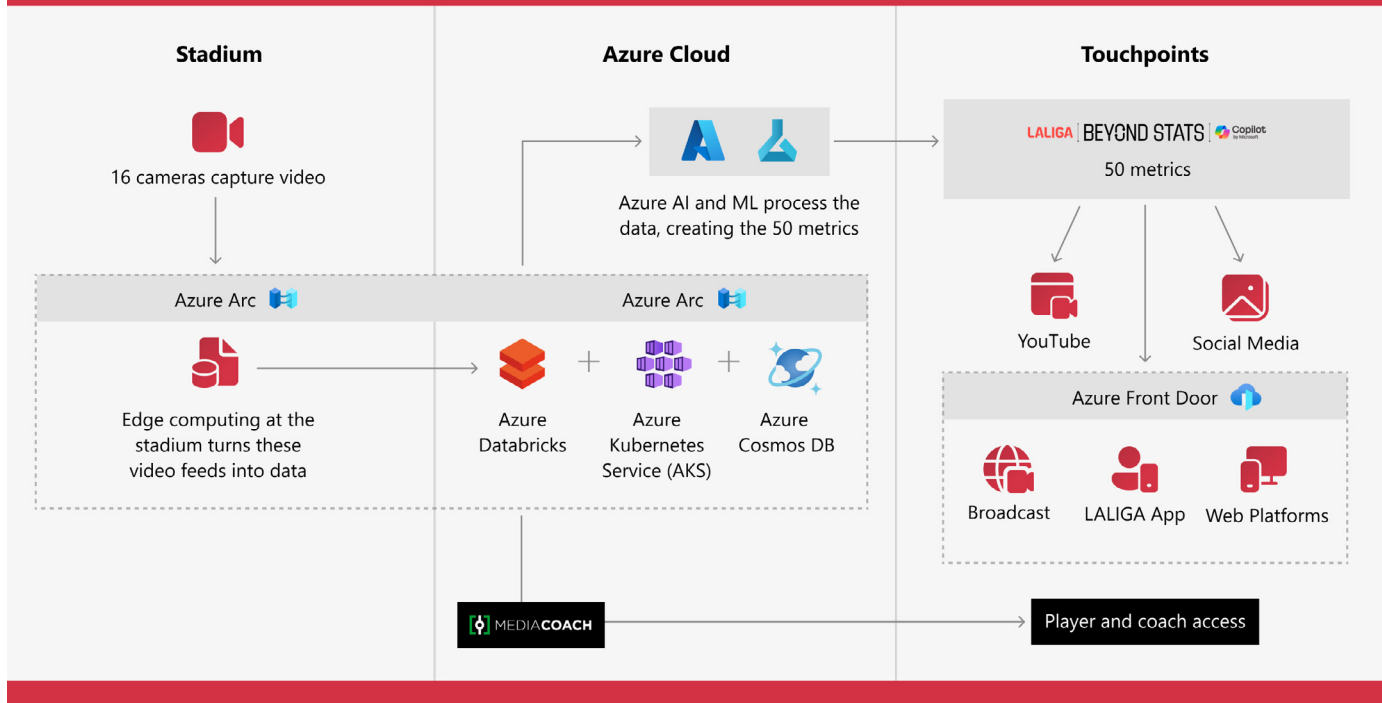 Stadium
Azure Cloud
Touchpoints
16 cameras capture video
Azure AI and ML process the
data, creating the 50 metrics
LALIGA BEYOND STATS Copilot
by Microsoft
50 metrics
Azure Arc
Azure Arc
Edge computing at the
stadium turns these
video feeds into data
Azure
Databricks
+
Azure
Kubernetes
Service (AKS)
+
Azure
Cosmos DB
YouTube
Social Media
Azure Front Door
Broadcast
LALIGA App
Web Platforms
MEDIACOACH
Player and coach access